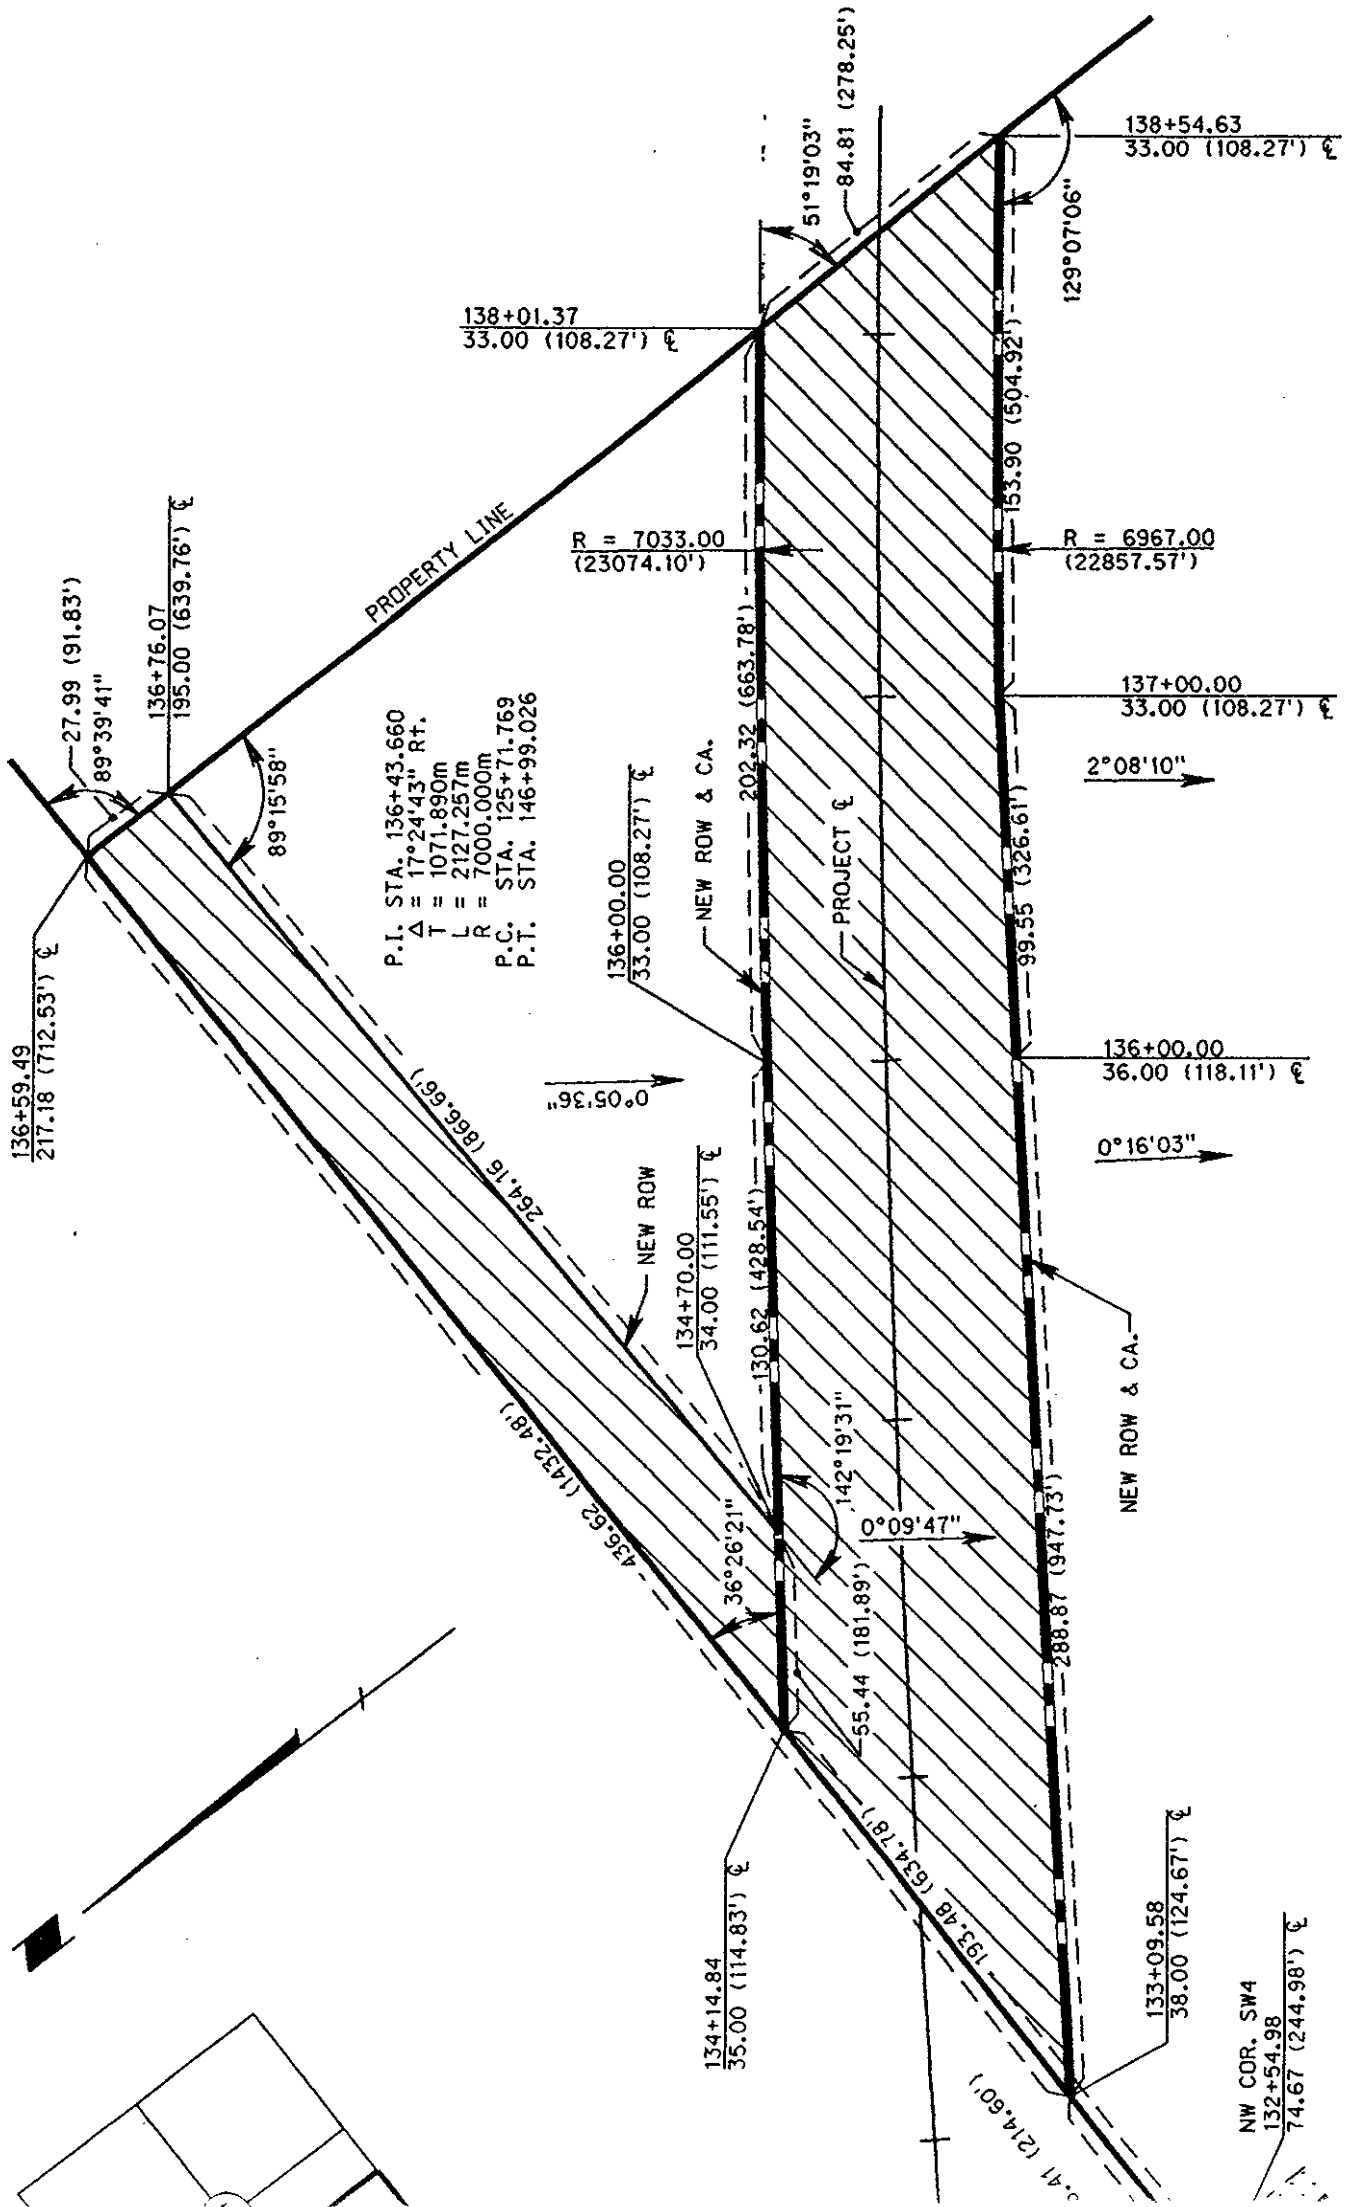 27.99 (91.83')
89°39'41"
136+76.07
195.00 (639.76') ℄
136+59.49
217.18 (712.53') ℄
89°15'58"
PROPERTY LINE
51°19'03"
84.81 (278.25')
138+54.63
33.00 (108.27') ℄
129°07'06"
138+01.37
33.00 (108.27') ℄
P.I. STA. 136+43.660
Δ = 17°24'43" Rt.
T = 1071.890m
L = 2127.257m
R = 7000.000m
P.C. STA. 125+71.769
P.T. STA. 146+99.026
R = 7033.00
(23074.10')
R = 6967.00
(22857.57')
153.90 (504.92')
202.32 (663.78')
137+00.00
33.00 (108.27') ℄
2°08'10"
136+00.00
33.00 (108.27') ℄
NEW ROW & CA.
PROJECT ℄
99.55 (326.61')
0°05'36"
136+00.00
36.00 (118.11') ℄
0°16'03"
264.16 (866.66')
NEW ROW
134+70.00
34.00 (111.55') ℄
130.62 (428.54')
436.62 (1432.48')
142°19'31"
36°26'21"
0°09'47"
NEW ROW & CA.
288.87 (947.73')
55.44 (181.89')
193.48 (634.78')
134+14.84
35.00 (114.83') ℄
133+09.58
38.00 (124.67') ℄
.41 (214.60')
NW COR. SW4
132+54.98
74.67 (244.98') ℄